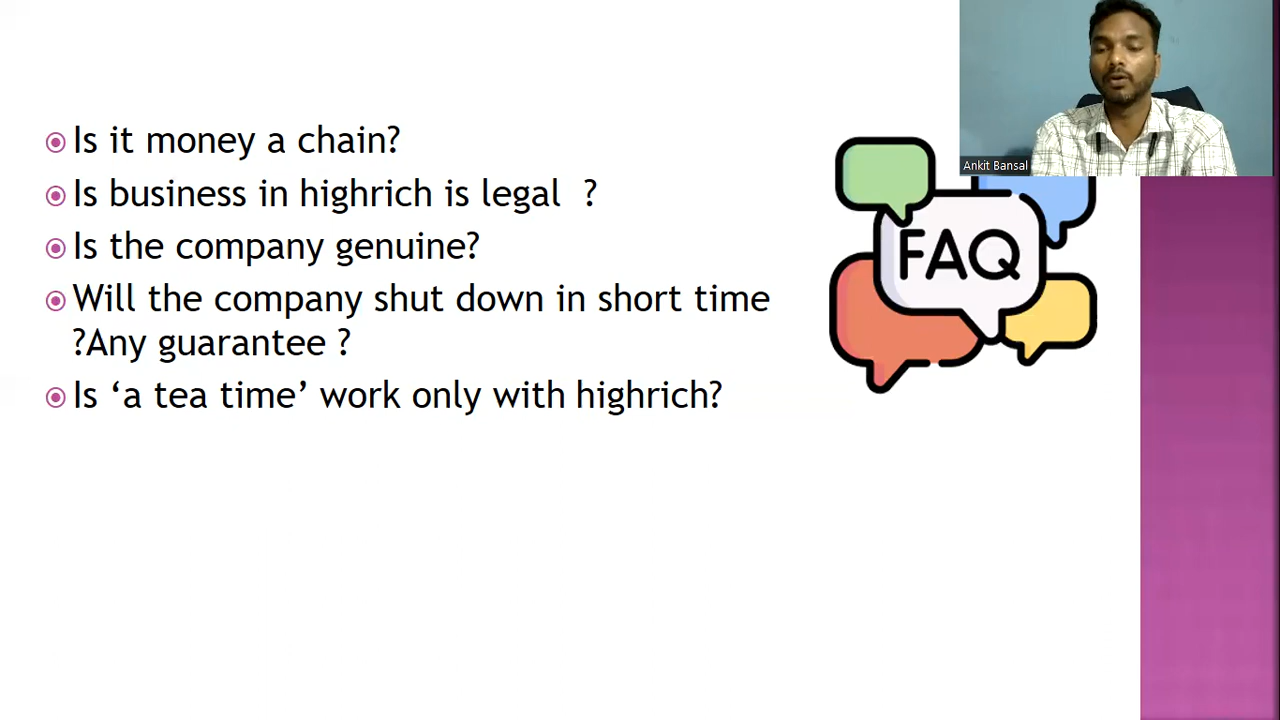 Is it money a chain?
Is business in highrich is legal ?
Is the company genuine?
Will the company shut down in short time
?Any guarantee ?
Is ‘a tea time’ work only with highrich?
FAQ
Ankit Bansal